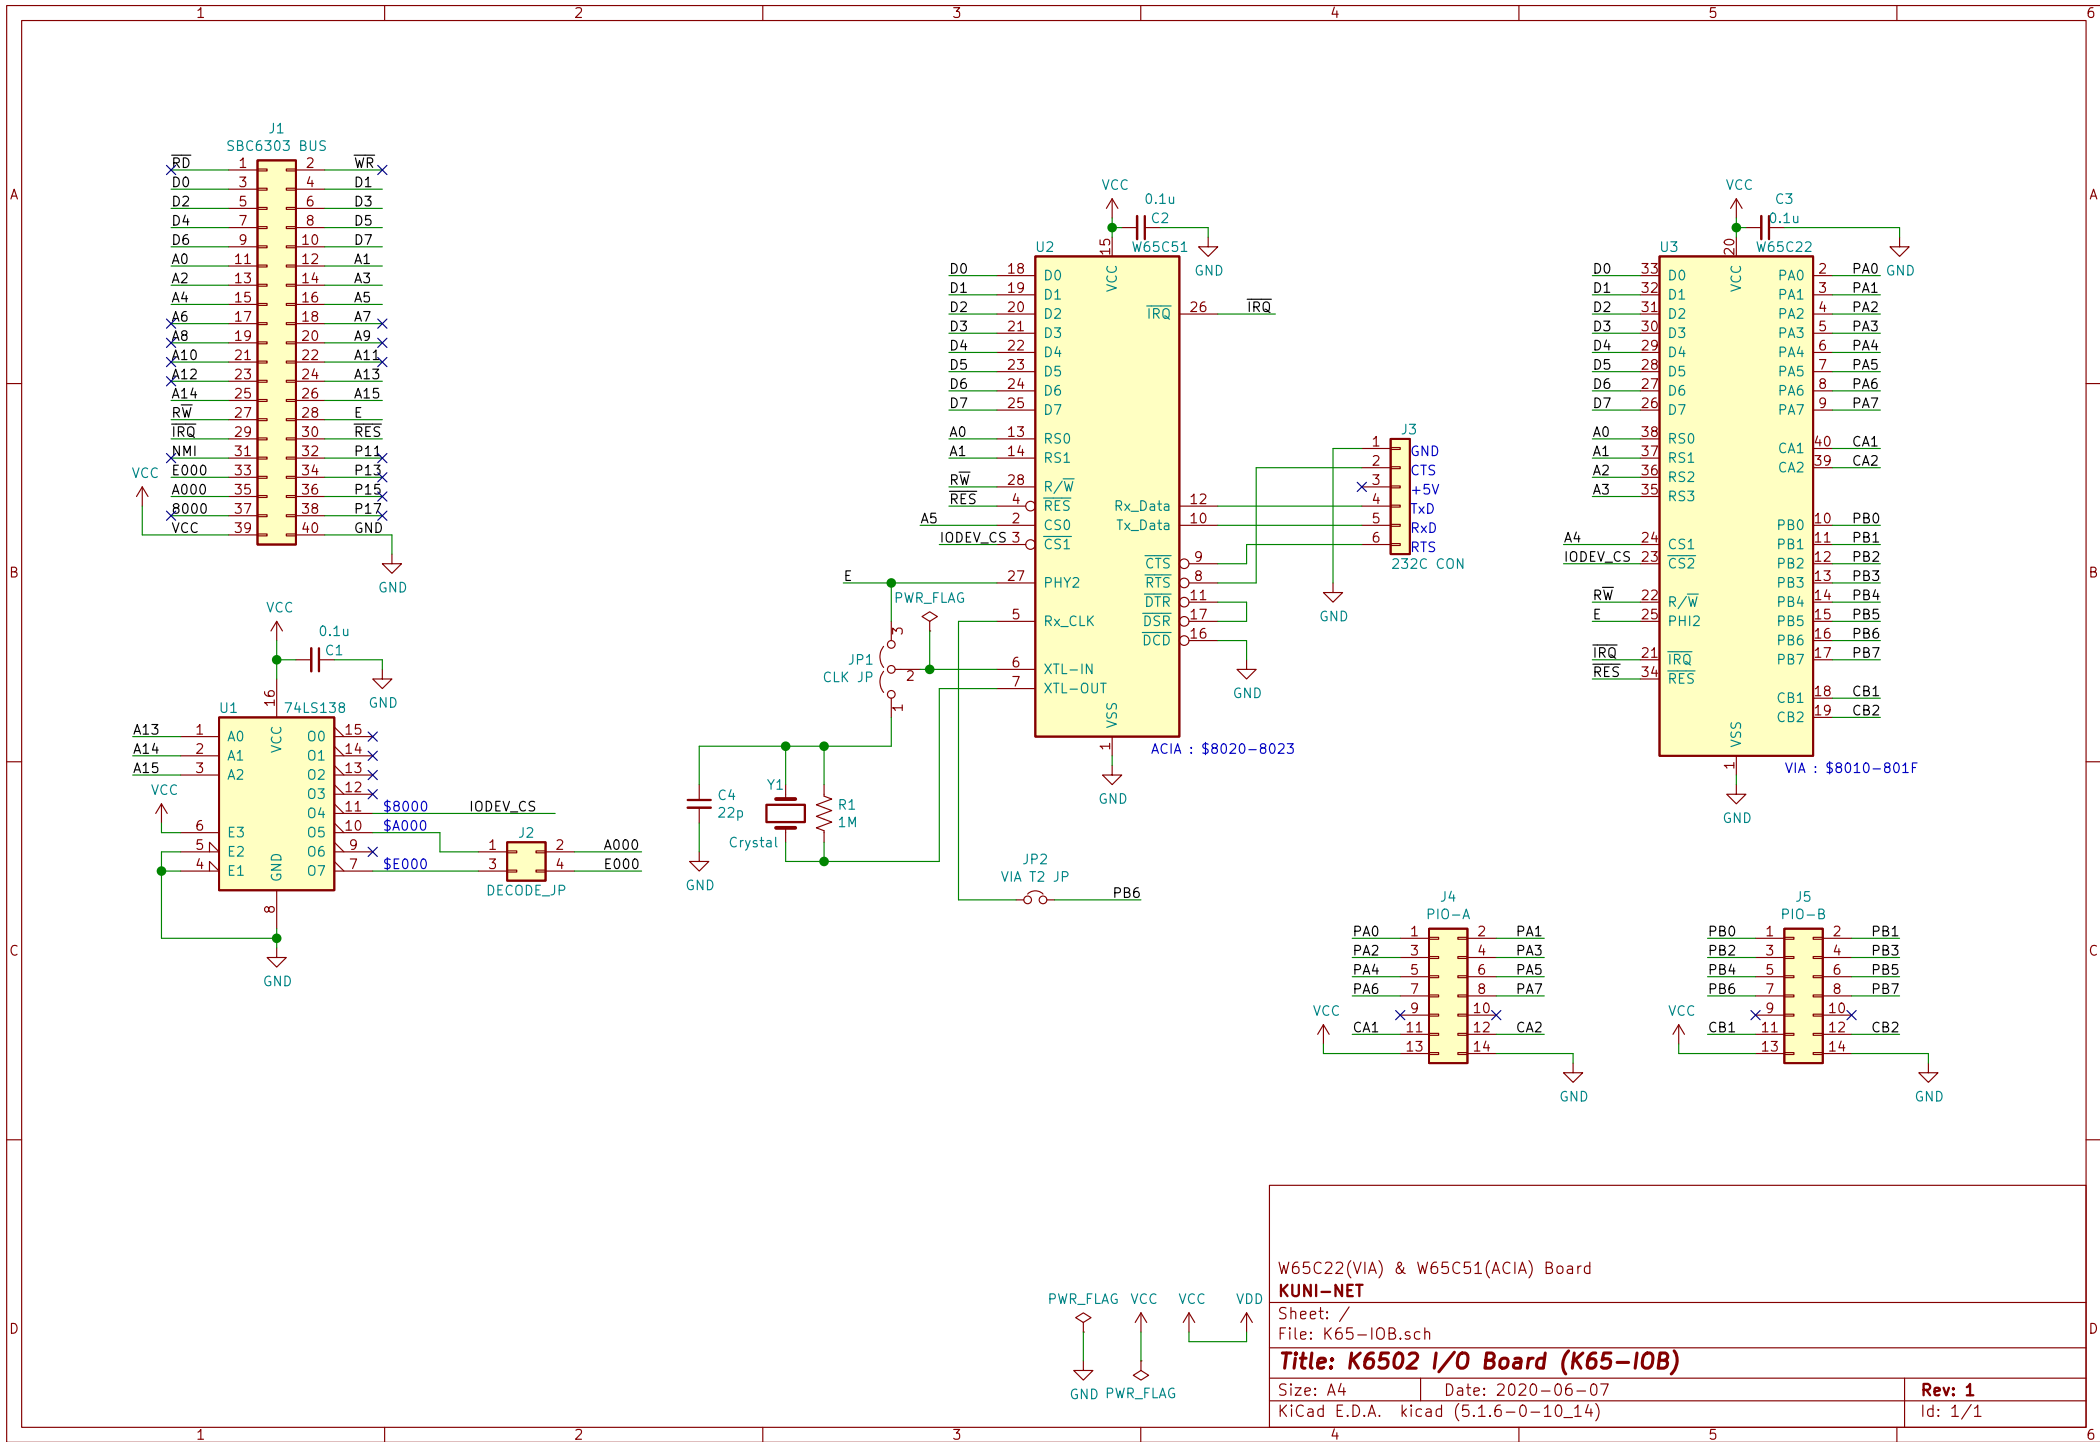 1 2 3 4 5 6
A A
B B
C C
D D
J1
SBC6303 BUS
RD 1 2 WR
D0 3 4 D1
D2 5 6 D3
D4 7 8 D5
D6 9 10 D7
A0 11 12 A1
A2 13 14 A3
A4 15 16 A5
A6 17 18 A7
A8 19 20 A9
A10 21 22 A11
A12 23 24 A13
A14 25 26 A15
RW 27 28 E
IRQ 29 30 RES
NMI 31 32 P11
E000 33 34 P13
A000 35 36 P15
8000 37 38 P17
VCC 39 40 GND
VCC
GND
VCC
0.1u
C1
GND
U1 74LS138
16 VCC
A13 1 A0 O0 15
A14 2 A1 O1 14
A15 3 A2 O2 13
O3 12
O4 11 $8000 IODEV_CS
VCC
6 E3 O5 10 $A000
5 E2 O6 9
4 E1 O7 7 $E000
GND 8
GND
J2
1 2 A000
3 4 E000
DECODE_JP
VCC
0.1u
C2
GND
U2 W65C51
15 VCC
D0 18 D0
D1 19 D1
D2 20 D2 IRQ 26 IRQ
D3 21 D3
D4 22 D4
D5 23 D5
D6 24 D6
D7 25 D7
A0 13 RS0
A1 14 RS1
RW 28 R/W
RES 4 RES Rx_Data 12
A5 2 CS0 Tx_Data 10
IODEV_CS 3 CS1
CTS 9
E 27 PHY2 RTS 8
DTR 11
5 Rx_CLK DSR 17
DCD 16
6 XTL-IN
7 XTL-OUT
VSS 1
GND
GND
ACIA : $8020-8023
PWR_FLAG
JP1
CLK JP
3
2
1
C4
22p
GND
Y1
Crystal
R1
1M
JP2
VIA T2 JP
PB6
J3
1 GND
2 CTS
3 +5V
4 TxD
5 RxD
6 RTS
232C CON
GND
VCC
C3
0.1u
GND
U3 W65C22
20 VCC
D0 33 D0 PA0 2 PA0
D1 32 D1 PA1 3 PA1
D2 31 D2 PA2 4 PA2
D3 30 D3 PA3 5 PA3
D4 29 D4 PA4 6 PA4
D5 28 D5 PA5 7 PA5
D6 27 D6 PA6 8 PA6
D7 26 D7 PA7 9 PA7
A0 38 RS0 CA1 40 CA1
A1 37 RS1 CA2 39 CA2
A2 36 RS2
A3 35 RS3
PB0 10 PB0
A4 24 CS1 PB1 11 PB1
IODEV_CS 23 CS2 PB2 12 PB2
PB3 13 PB3
RW 22 R/W PB4 14 PB4
E 25 PHI2 PB5 15 PB5
PB6 16 PB6
IRQ 21 IRQ PB7 17 PB7
RES 34 RES
CB1 18 CB1
CB2 19 CB2
VSS 1
GND
VIA : $8010-801F
J4
PIO-A
PA0 1 2 PA1
PA2 3 4 PA3
PA4 5 6 PA5
PA6 7 8 PA7
9 10
CA1 11 12 CA2
13 14
VCC
GND
J5
PIO-B
PB0 1 2 PB1
PB2 3 4 PB3
PB4 5 6 PB5
PB6 7 8 PB7
9 10
CB1 11 12 CB2
13 14
VCC
GND
PWR_FLAG VCC VCC VDD
GND PWR_FLAG
W65C22(VIA) & W65C51(ACIA) Board
KUNI-NET
Sheet: /
File: K65-IOB.sch
Title: K6502 I/O Board (K65-IOB)
Size: A4 Date: 2020-06-07 Rev: 1
KiCad E.D.A. kicad (5.1.6-0-10_14) Id: 1/1
1 2 3 4 5 6